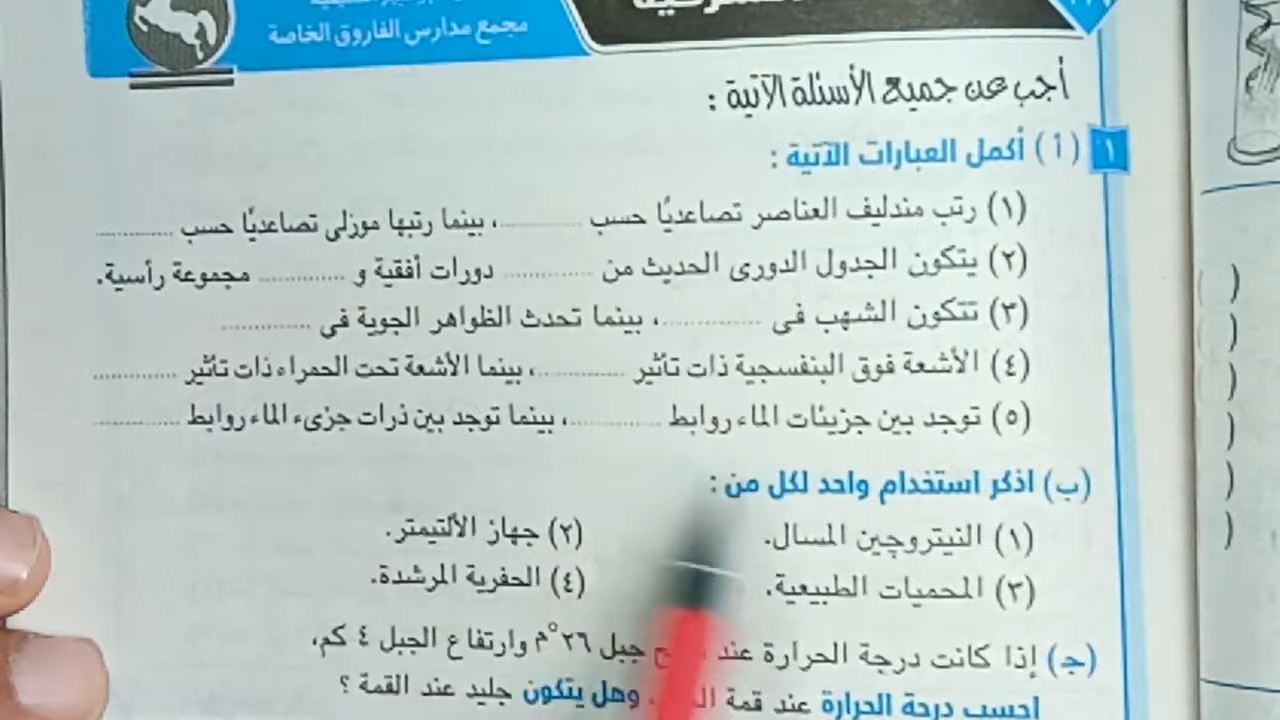 مجمع مدارس الفاروق الخاصة
أجب عن جميع الأسئلة الآتية :
١ (أ) أكمل العبارات الآتية :
(١) رتب مندليف العناصر تصاعديًا حسب ............، بينما رتبها موزلى تصاعديًا حسب ............
(٢) يتكون الجدول الدورى الحديث من ............ دورات أفقية و ............ مجموعة رأسية.
(٣) تتكون الشهب فى ............، بينما تحدث الظواهر الجوية فى ............
(٤) الأشعة فوق البنفسجية ذات تأثير ............، بينما الأشعة تحت الحمراء ذات تأثير ............
(٥) توجد بين جزيئات الماء روابط ............، بينما توجد بين ذرات جزىء الماء روابط ............
(ب) اذكر استخدام واحد لكل من :
(١) النيتروچين المسال. (٢) جهاز الألتيمتر.
(٣) المحميات الطبيعية. (٤) الحفرية المرشدة.
(جـ) إذا كانت درجة الحرارة عند جبل ٢٦°م وارتفاع الجبل ٤ كم،
احسب درجة الحرارة عند قمة وهل يتكون جليد عند القمة ؟